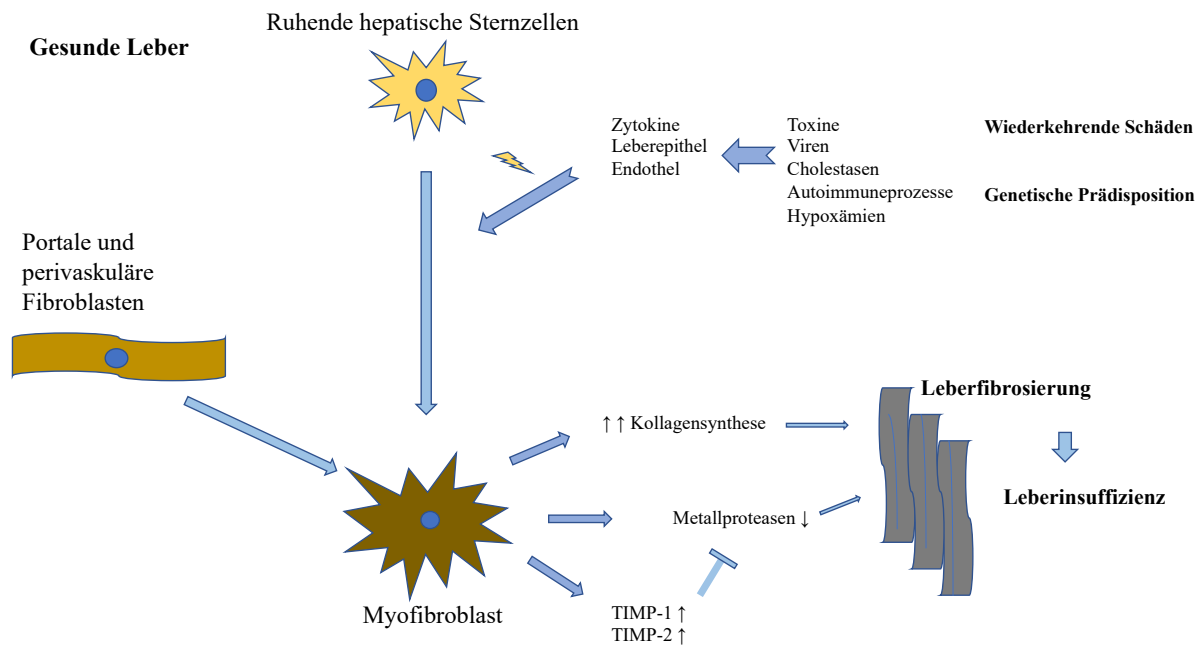 Ruhende hepatische Sternzellen
Gesunde Leber
Zytokine
Leberepithel
Endothel
Toxine
Viren
Cholestasen
Autoimmuneprozesse
Hypoxämien
Wiederkehrende Schäden
Genetische Prädisposition
Portale und
perivaskuläre
Fibroblasten
↑↑ Kollagensynthese
Leberfibrosierung
Leberinsuffizienz
Metallproteasen ↓
TIMP-1 ↑
TIMP-2 ↑
Myofibroblast